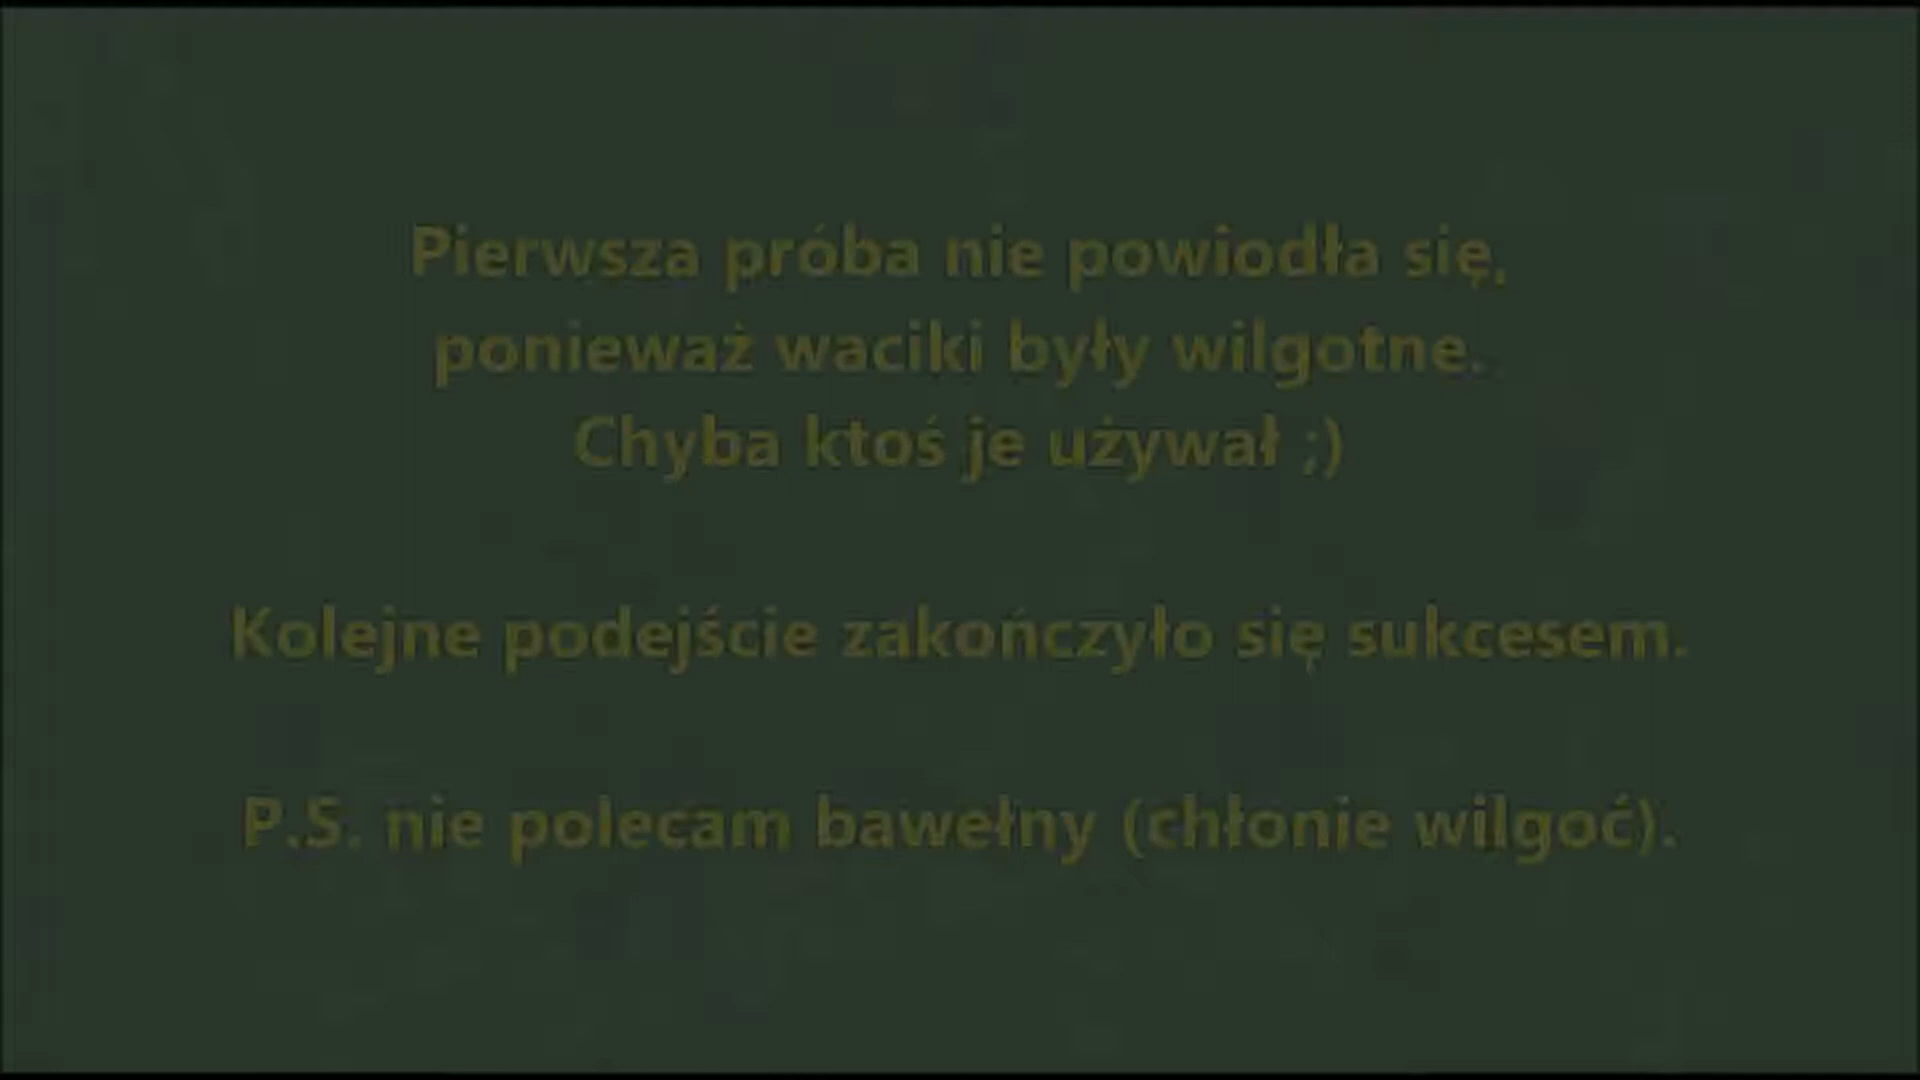 Pierwsza próba nie powiodła się,
ponieważ waciki były wilgotne.
Chyba ktoś je używał ;)
Kolejne podejście zakończyło się sukcesem.
P.S. nie polecam bawełny (chłonie wilgoć).